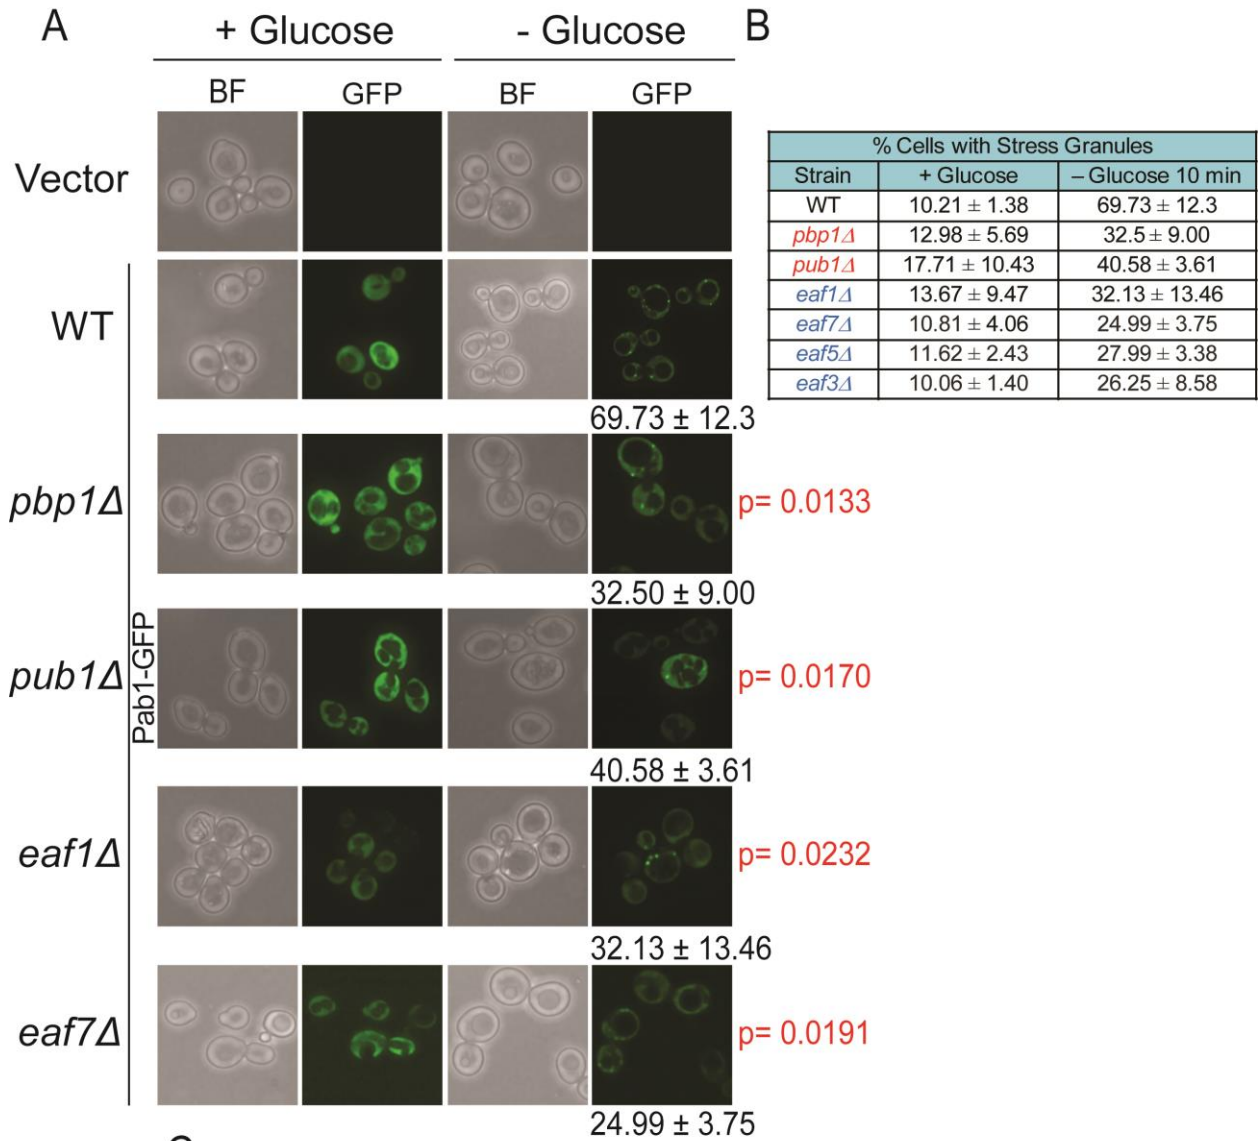 A
+ Glucose
- Glucose
B
BF
GFP
BF
GFP
Vector
% Cells with Stress Granules
Strain + Glucose – Glucose 10 min
WT 10.21 ± 1.38 69.73 ± 12.3
pbp1Δ 12.98 ± 5.69 32.5 ± 9.00
pub1Δ 17.71 ± 10.43 40.58 ± 3.61
eaf1Δ 13.67 ± 9.47 32.13 ± 13.46
eaf7Δ 10.81 ± 4.06 24.99 ± 3.75
eaf5Δ 11.62 ± 2.43 27.99 ± 3.38
eaf3Δ 10.06 ± 1.40 26.25 ± 8.58
WT
69.73 ± 12.3
pbp1Δ
p= 0.0133
32.50 ± 9.00
Pab1-GFP
pub1Δ
p= 0.0170
40.58 ± 3.61
eaf1Δ
p= 0.0232
32.13 ± 13.46
eaf7Δ
p= 0.0191
24.99 ± 3.75